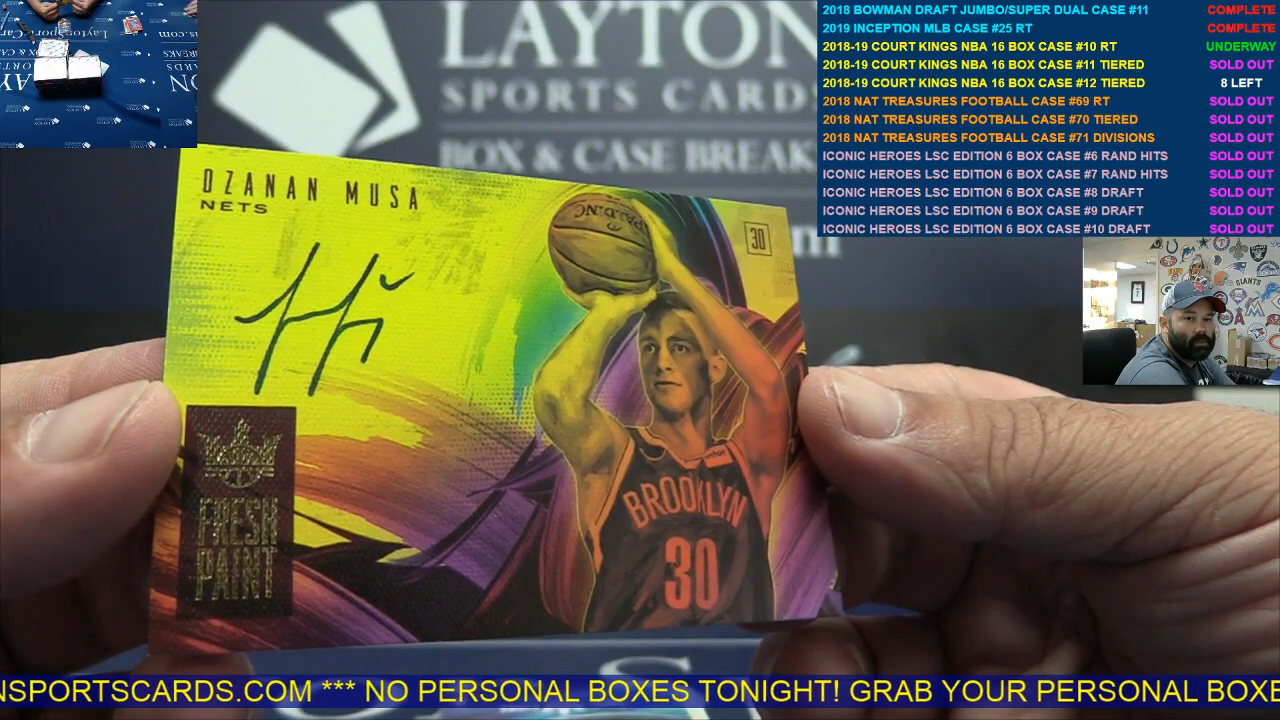 2018 BOWMAN DRAFT JUMBO/SUPER DUAL CASE #11 COMPLETE
2019 INCEPTION MLB CASE #25 RT COMPLETE
2018-19 COURT KINGS NBA 16 BOX CASE #10 RT UNDERWAY
2018-19 COURT KINGS NBA 16 BOX CASE #11 TIERED SOLD OUT
2018-19 COURT KINGS NBA 16 BOX CASE #12 TIERED 8 LEFT
2018 NAT TREASURES FOOTBALL CASE #69 RT SOLD OUT
2018 NAT TREASURES FOOTBALL CASE #70 TIERED SOLD OUT
2018 NAT TREASURES FOOTBALL CASE #71 DIVISIONS SOLD OUT
ICONIC HEROES LSC EDITION 6 BOX CASE #6 RAND HITS SOLD OUT
ICONIC HEROES LSC EDITION 6 BOX CASE #7 RAND HITS SOLD OUT
ICONIC HEROES LSC EDITION 6 BOX CASE #8 DRAFT SOLD OUT
ICONIC HEROES LSC EDITION 6 BOX CASE #9 DRAFT SOLD OUT
ICONIC HEROES LSC EDITION 6 BOX CASE #10 DRAFT SOLD OUT
LAYTON
SPORTS CARDS
BOX & CASE BREAK
DZANAN MUSA
NETS
30
SPALDING
BROOKLYN
30
FRESH
PAINT
GIANTS
NSPORTSCARDS.COM *** NO PERSONAL BOXES TONIGHT! GRAB YOUR PERSONAL BOXE